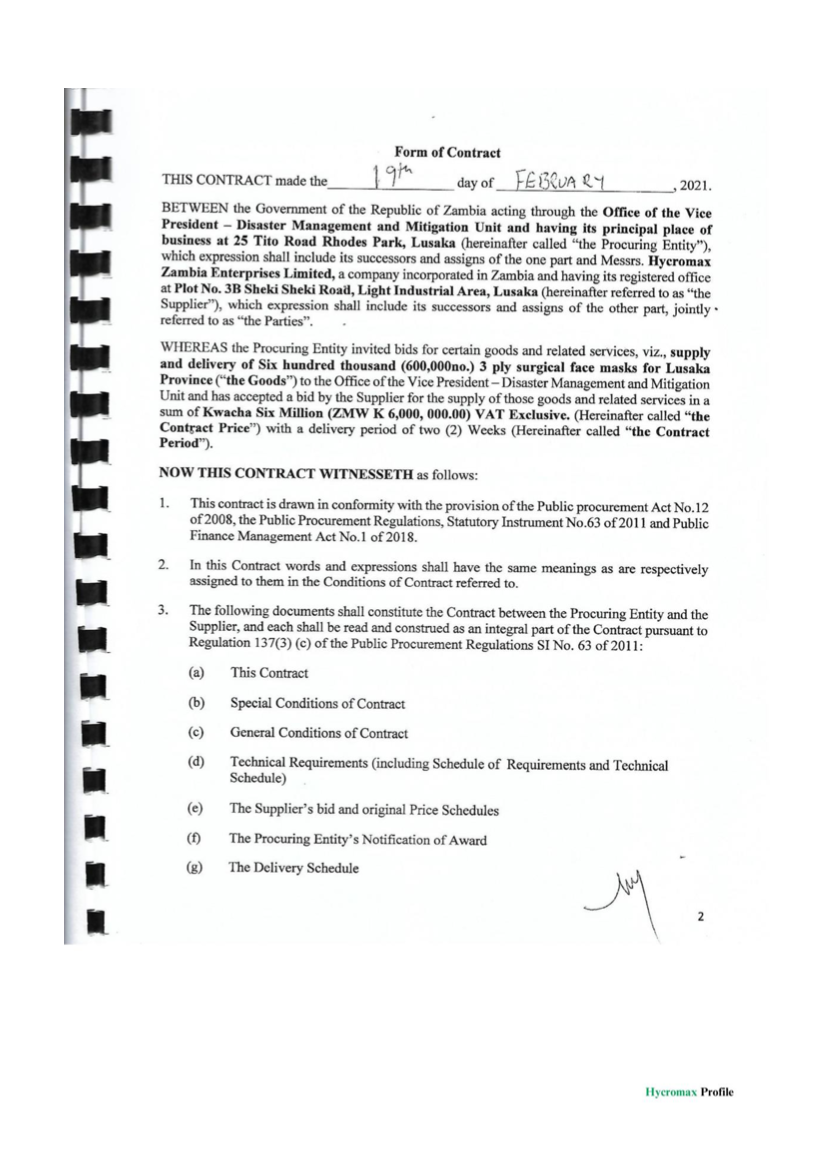 Form of Contract
THIS CONTRACT made the 19th day of FEBRUARY, 2021.
BETWEEN the Government of the Republic of Zambia acting through the Office of the Vice
President – Disaster Management and Mitigation Unit and having its principal place of
business at 25 Tito Road Rhodes Park, Lusaka (hereinafter called “the Procuring Entity”),
which expression shall include its successors and assigns of the one part and Messrs. Hycromax
Zambia Enterprises Limited, a company incorporated in Zambia and having its registered office
at Plot No. 3B Sheki Sheki Road, Light Industrial Area, Lusaka (hereinafter referred to as “the
Supplier”), which expression shall include its successors and assigns of the other part, jointly
referred to as “the Parties”.
WHEREAS the Procuring Entity invited bids for certain goods and related services, viz., supply
and delivery of Six hundred thousand (600,000no.) 3 ply surgical face masks for Lusaka
Province (“the Goods”) to the Office of the Vice President – Disaster Management and Mitigation
Unit and has accepted a bid by the Supplier for the supply of those goods and related services in a
sum of Kwacha Six Million (ZMW K 6,000, 000.00) VAT Exclusive. (Hereinafter called “the
Contract Price”) with a delivery period of two (2) Weeks (Hereinafter called “the Contract
Period”).
NOW THIS CONTRACT WITNESSETH as follows:
1. This contract is drawn in conformity with the provision of the Public procurement Act No.12
of 2008, the Public Procurement Regulations, Statutory Instrument No.63 of 2011 and Public
Finance Management Act No.1 of 2018.
2. In this Contract words and expressions shall have the same meanings as are respectively
assigned to them in the Conditions of Contract referred to.
3. The following documents shall constitute the Contract between the Procuring Entity and the
Supplier, and each shall be read and construed as an integral part of the Contract pursuant to
Regulation 137(3) (c) of the Public Procurement Regulations SI No. 63 of 2011:
(a) This Contract
(b) Special Conditions of Contract
(c) General Conditions of Contract
(d) Technical Requirements (including Schedule of Requirements and Technical
Schedule)
(e) The Supplier’s bid and original Price Schedules
(f) The Procuring Entity’s Notification of Award
(g) The Delivery Schedule
2
Hycromax Profile